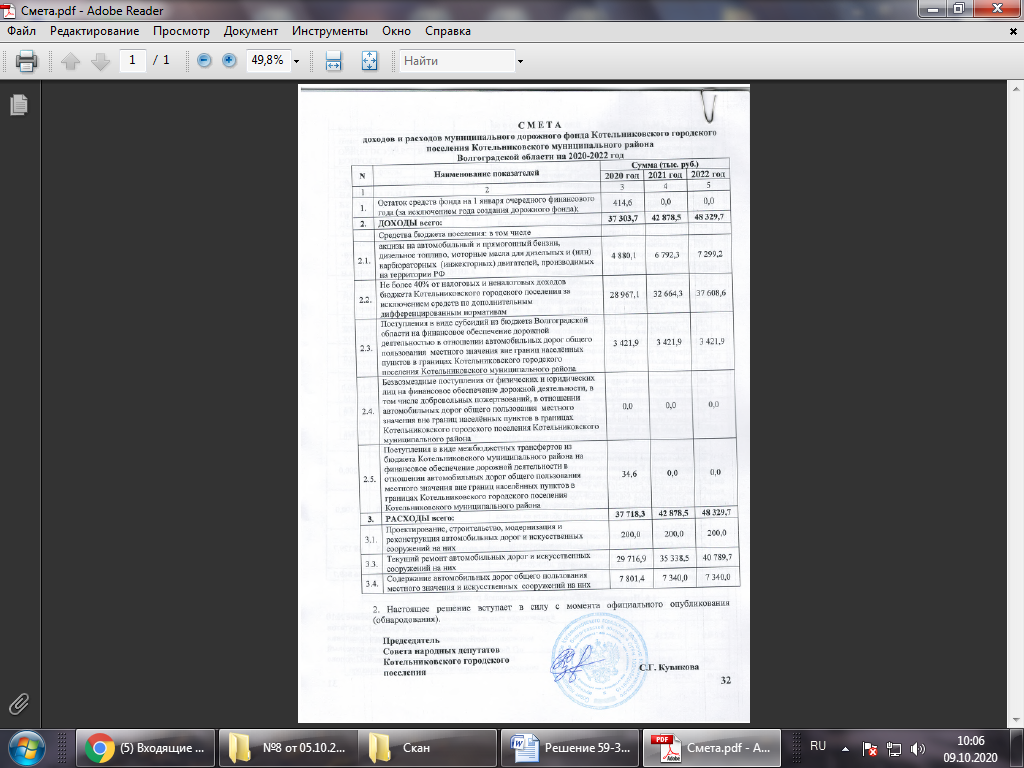 Смета.pdf - Adobe Reader
Файл Редактирование Просмотр Документ Инструменты Окно Справка
1 / 1 49,8% Найти
С М Е Т А
доходов и расходов муниципального дорожного фонда Котельниковского городского
поселения Котельниковского муниципального района
Волгоградской области на 2020-2022 год
N Наименование показателей Сумма (тыс. руб.)
2020 год 2021 год 2022 год
1 2 3 4 5
1. Остаток средств фонда на 1 января очередного финансового
года (за исключением года создания дорожного фонда); 414,6 0,0 0,0
2. ДОХОДЫ всего: 37 303,7 42 878,5 48 329,7
Средства бюджета поселения: в том числе
2.1. акцизы на автомобильный и прямогонный бензин,
дизельное топливо, моторные масла для дизельных и (или)
карбюраторных (инжекторных) двигателей, производимых
на территории РФ 4 880,1 6 792,3 7 299,2
2.2. Не более 40% от налоговых и неналоговых доходов
бюджета Котельниковского городского поселения за
исключением средств по дополнительным
дифференцированным нормативам 28 967,1 32 664,3 37 608,6
2.3. Поступления в виде субсидий из бюджета Волгоградской
области на финансовое обеспечение дорожной
деятельностью в отношении автомобильных дорог общего
пользования местного значения вне границ населённых
пунктов в границах Котельниковского городского
поселения Котельниковского муниципального района 3 421,9 3 421,9 3 421,9
2.4. Безвозмездные поступления от физических и юридических
лиц на финансовое обеспечение дорожной деятельности, в
том числе добровольных пожертвований, в отношении
автомобильных дорог общего пользования местного
значения вне границ населённых пунктов в границах
Котельниковского городского поселения Котельниковского
муниципального района 0,0 0,0 0,0
2.5. Поступления в виде межбюджетных трансфертов из
бюджета Котельниковского муниципального района на
финансовое обеспечение дорожной деятельности в
отношении автомобильных дорог общего пользования
местного значения вне границ населённых пунктов в
границах Котельниковского городского поселения
Котельниковского муниципального района 34,6 0,0 0,0
3. РАСХОДЫ всего: 37 718,3 42 878,5 48 329,7
3.1. Проектирование, строительство, модернизация и
реконструкция автомобильных дорог и искусственных
сооружений на них 200,0 200,0 200,0
3.3. Текущий ремонт автомобильных дорог и искусственных
сооружений на них 29 716,9 35 338,5 40 789,7
3.4. Содержание автомобильных дорог общего пользования
местного значения и искусственных сооружений на них 7 801,4 7 340,0 7 340,0
2. Настоящее решение вступает в силу с момента официального опубликования
(обнародования).
Председатель
Совета народных депутатов
Котельниковского городского
поселения С.Г. Кувикова
32
(5) Входящие ... №8 от 05.10.2... Скан Решение 59-3... Смета.pdf - A... RU 10:06
09.10.2020